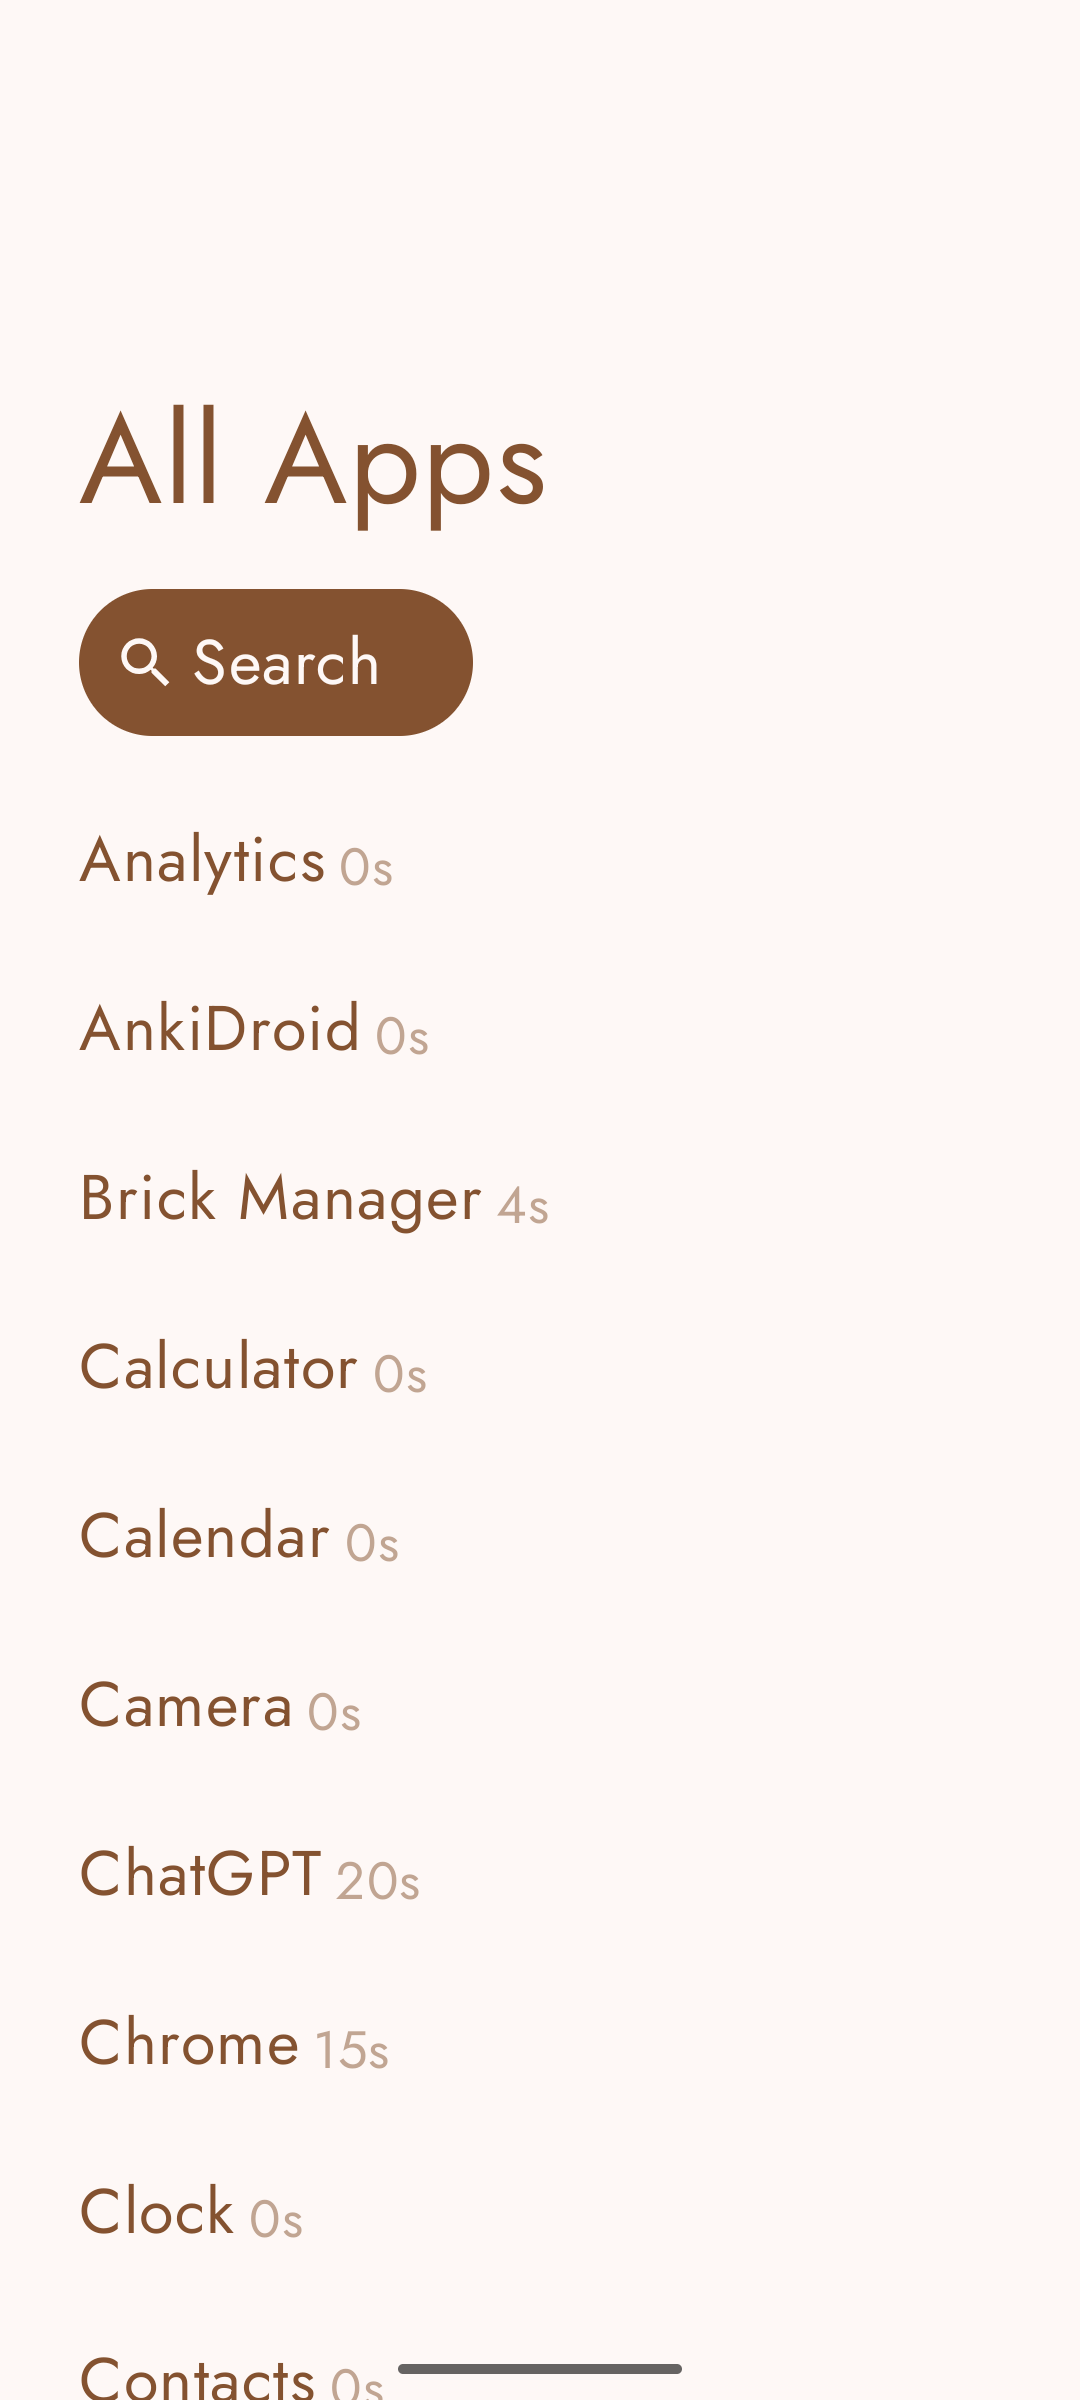 All Apps
Search
Analytics 0s
AnkiDroid 0s
Brick Manager 4s
Calculator 0s
Calendar 0s
Camera 0s
ChatGPT 20s
Chrome 15s
Clock 0s
Contacts 0s